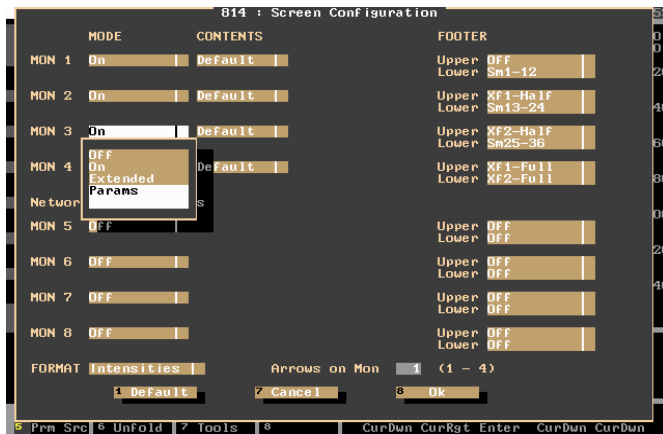 814 : Screen Configuration
MODE CONTENTS FOOTER
MON 1 On Default Upper Off
Lower Sm1-12
MON 2 On Default Upper Xf1-Half
Lower Sm13-24
MON 3 On Default Upper Xf2-Half
Lower Sm25-36
Off
MON 4 On Default Upper Xf1-Full
Extended Lower Xf2-Full
Params
Networ s
MON 5 Off Upper Off
Lower Off
MON 6 Off Upper Off
Lower Off
MON 7 Off Upper Off
Lower Off
MON 8 Off Upper Off
Lower Off
FORMAT Intensities Arrows on Mon 1 (1 - 4)
1 Default 7 Cancel 8 Ok
5 Prm Src 6 Unfold 7 Tools 8 CurDwn CurRgt Enter CurDwn CurDwn